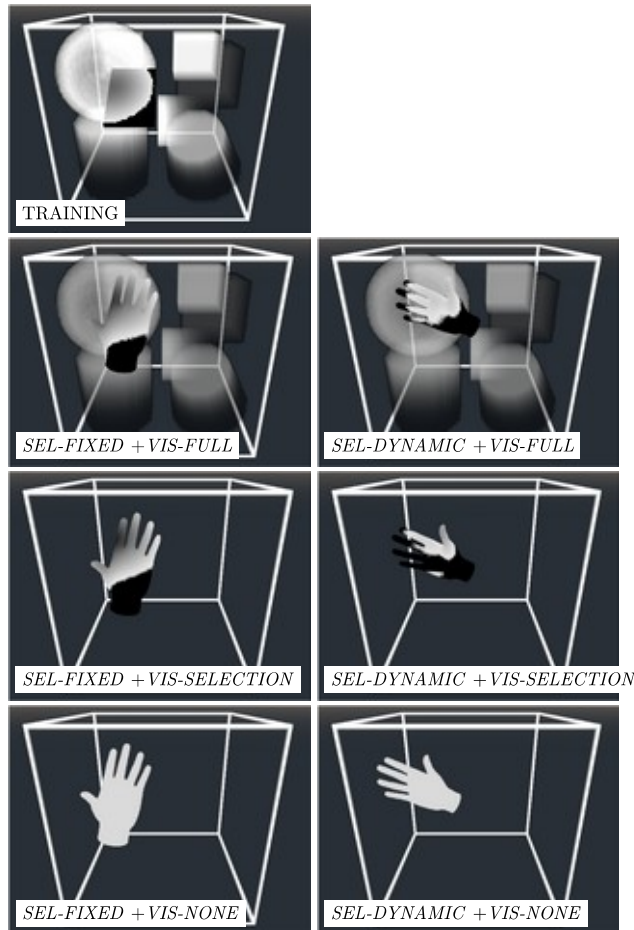 TRAINING
SEL-FIXED + VIS-FULL
SEL-DYNAMIC + VIS-FULL
SEL-FIXED + VIS-SELECTION
SEL-DYNAMIC + VIS-SELECTION
SEL-FIXED + VIS-NONE
SEL-DYNAMIC + VIS-NONE